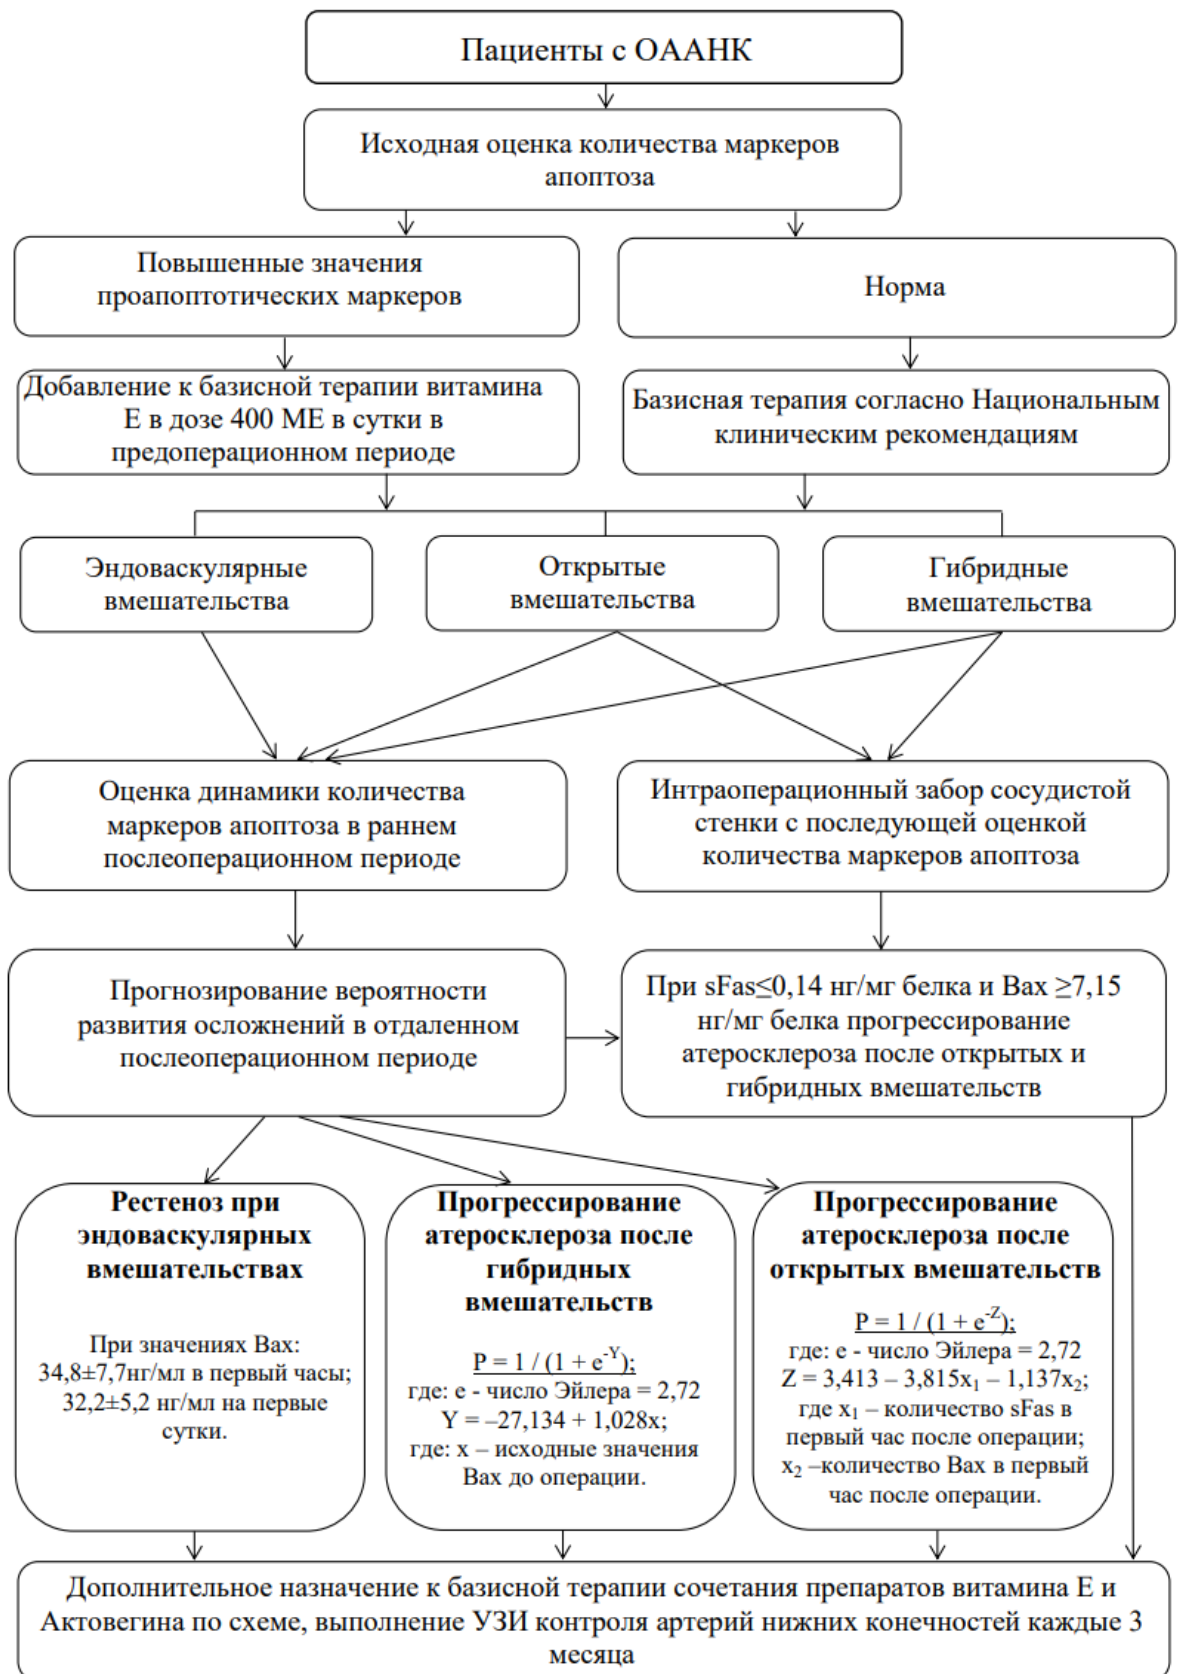 Пациенты с ОААНК
Исходная оценка количества маркеров
апоптоза
Повышенные значения
проапоптотических маркеров
Норма
Добавление к базисной терапии витамина
Е в дозе 400 МЕ в сутки в
предоперационном периоде
Базисная терапия согласно Национальным
клиническим рекомендациям
Эндоваскулярные
вмешательства
Открытые
вмешательства
Гибридные
вмешательства
Оценка динамики количества
маркеров апоптоза в раннем
послеоперационном периоде
Интраоперационный забор сосудистой
стенки с последующей оценкой
количества маркеров апоптоза
Прогнозирование вероятности
развития осложнений в отдаленном
послеоперационном периоде
При sFas≤0,14 нг/мг белка и Bax ≥7,15
нг/мг белка прогрессирование
атеросклероза после открытых и
гибридных вмешательств
Рестеноз при
эндоваскулярных
вмешательствах
При значениях Bax:
34,8±7,7нг/мл в первый часы;
32,2±5,2 нг/мл на первые
сутки.
Прогрессирование
атеросклероза после
гибридных
вмешательств
P = 1 / (1 + e^-Y);
где: е - число Эйлера = 2,72
Y = –27,134 + 1,028x;
где: х – исходные значения
Bax до операции.
Прогрессирование
атеросклероза после
открытых вмешательств
P = 1 / (1 + e^-Z);
где: е - число Эйлера = 2,72
Z = 3,413 – 3,815x₁ – 1,137x₂;
где x₁ – количество sFas в
первый час после операции;
x₂ –количество Bax в первый
час после операции.
Дополнительное назначение к базисной терапии сочетания препаратов витамина Е и
Актовегина по схеме, выполнение УЗИ контроля артерий нижних конечностей каждые 3
месяца